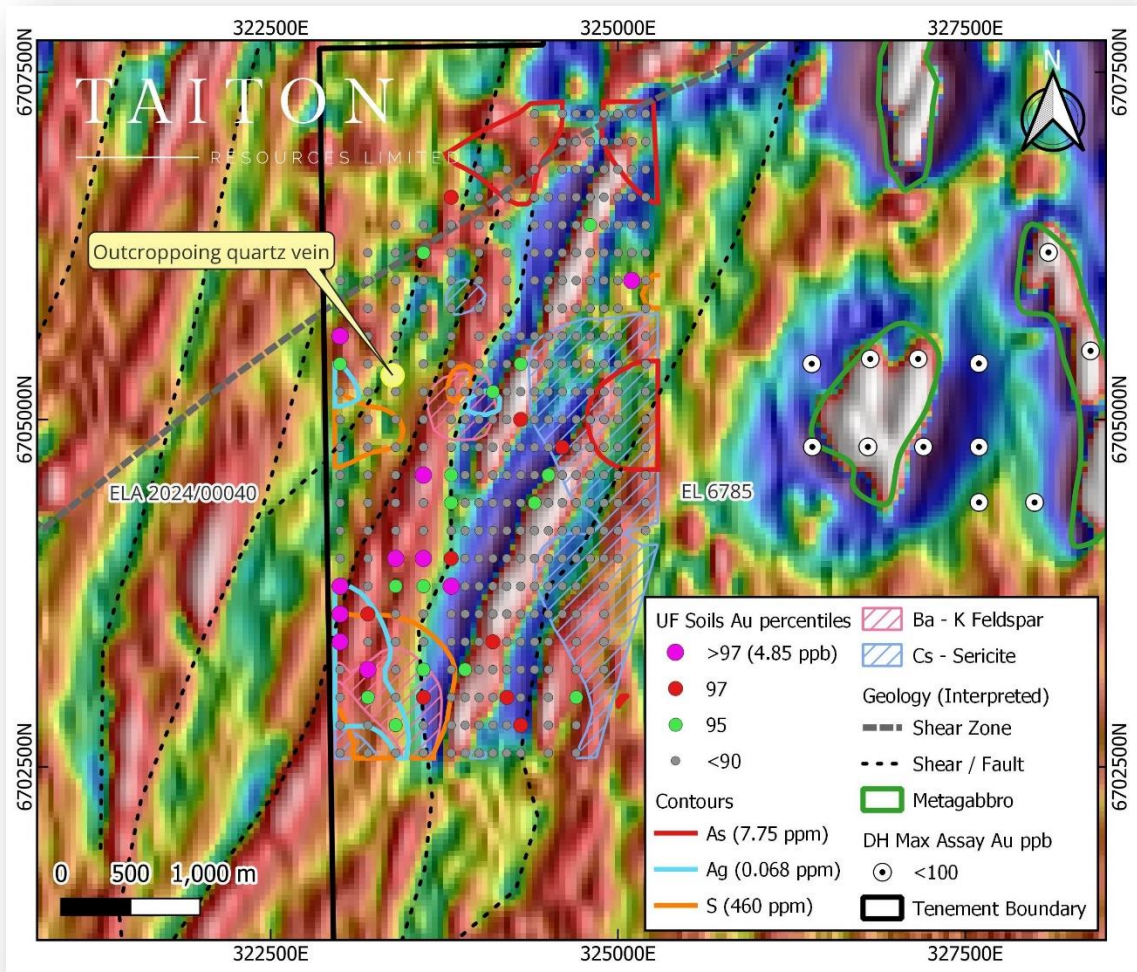 322500E
325000E
327500E
6707500N
6707500N
TAITON
RESOURCES LIMITED
N
Outcroppoing quartz vein
6705000N
6705000N
ELA 2024/00040
EL 6785
UF Soils Au percentiles
>97 (4.85 ppb)
97
95
<90
Contours
As (7.75 ppm)
Ag (0.068 ppm)
S (460 ppm)
Ba - K Feldspar
Cs - Sericite
Geology (Interpreted)
Shear Zone
Shear / Fault
Metagabbro
DH Max Assay Au ppb
<100
Tenement Boundary
6702500N
6702500N
0 500 1,000 m
322500E
325000E
327500E